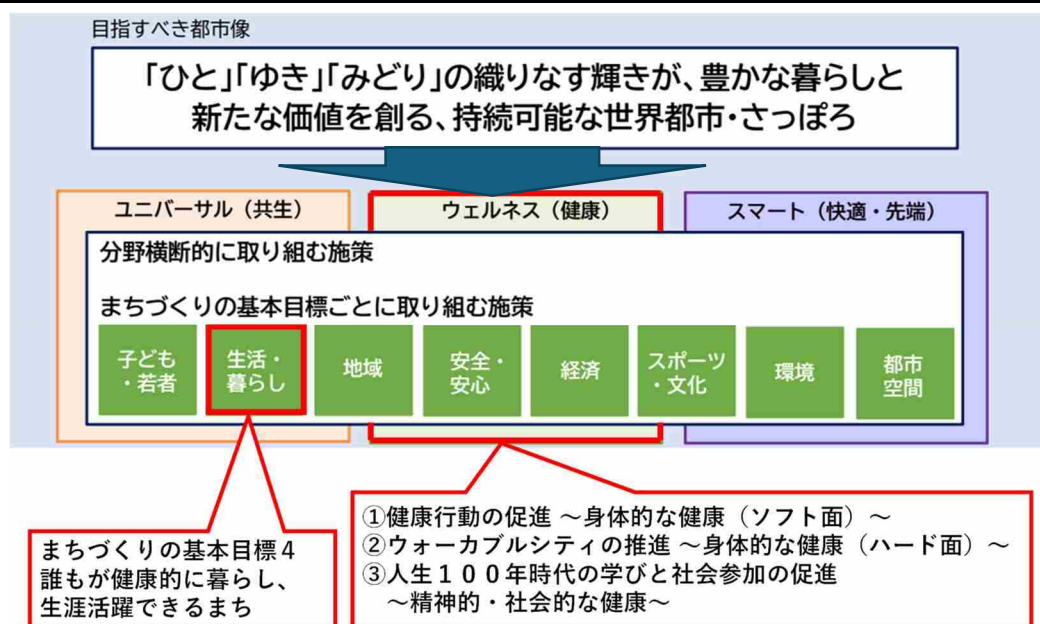 目指すべき都市像
「ひと」「ゆき」「みどり」の織りなす輝きが、豊かな暮らしと
新たな価値を創る、持続可能な世界都市・さっぽろ
ユニバーサル（共生）
ウェルネス（健康）
スマート（快適・先端）
分野横断的に取り組む施策
まちづくりの基本目標ごとに取り組む施策
子ども
・若者
生活・
暮らし
地域
安全・
安心
経済
スポーツ
・文化
環境
都市
空間
まちづくりの基本目標４
誰もが健康的に暮らし、
生涯活躍できるまち
①健康行動の促進 ～身体的な健康（ソフト面）～
②ウォーカブルシティの推進 ～身体的な健康（ハード面）～
③人生１００年時代の学びと社会参加の促進
～精神的・社会的な健康～